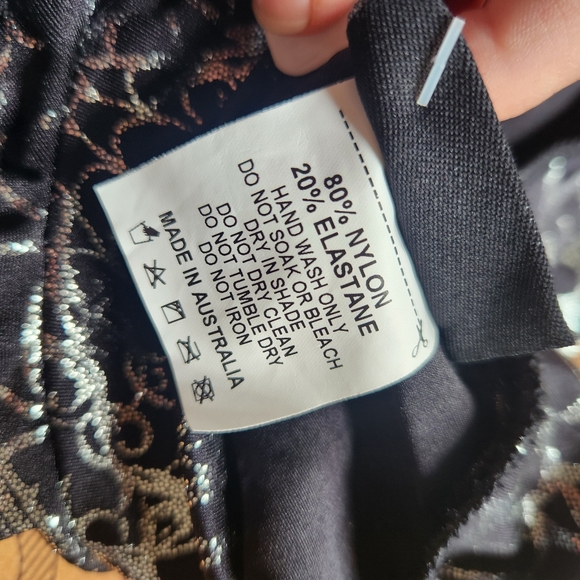 80% NYLON
20% ELASTANE
HAND WASH ONLY
DO NOT SOAK OR BLEACH
DRY IN SHADE
DO NOT DRY CLEAN
DO NOT TUMBLE DRY
DO NOT IRON
MADE IN AUSTRALIA